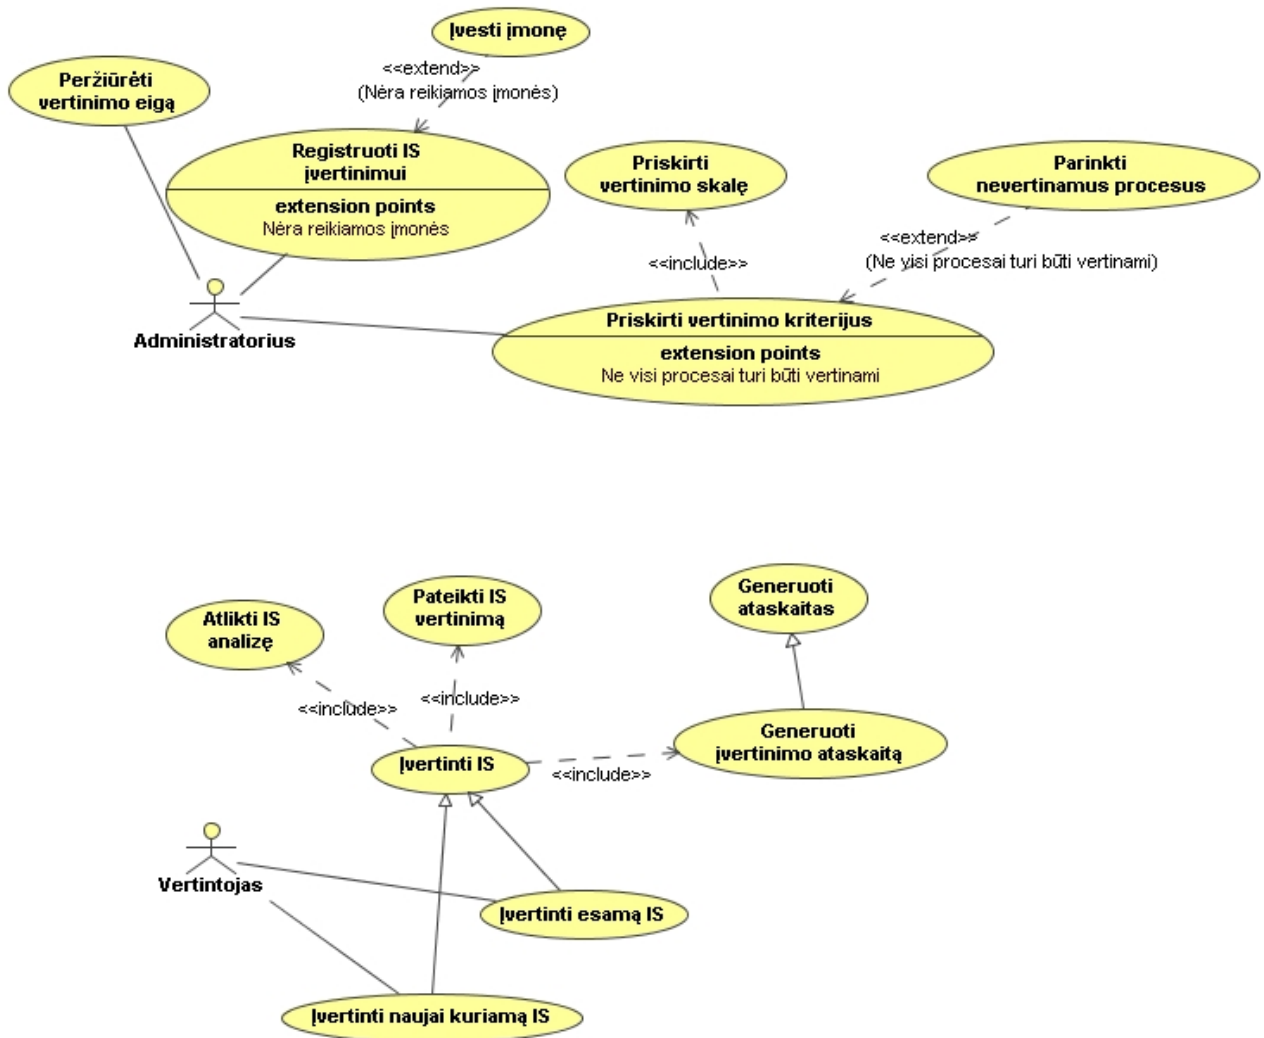 Įvesti įmonę
<<extend>>
(Nėra reikiamos įmonės)
Peržiūrėti
vertinimo eigą
Registruoti IS
įvertinimui
extension points
Nėra reikiamos įmonės
Priskirti
vertinimo skalę
Parinkti
nevertinamus procesus
<<extend>>
(Ne visi procesai turi būti vertinami)
<<include>>
Administratorius
Priskirti vertinimo kriterijus
extension points
Ne visi procesai turi būti vertinami
Atlikti IS
analizę
Pateikti IS
vertinimą
Generuoti
ataskaitas
<<include>>
<<include>>
Įvertinti IS
<<include>>
Generuoti
įvertinimo ataskaitą
Vertintojas
Įvertinti esamą IS
Įvertinti naujai kuriamą IS